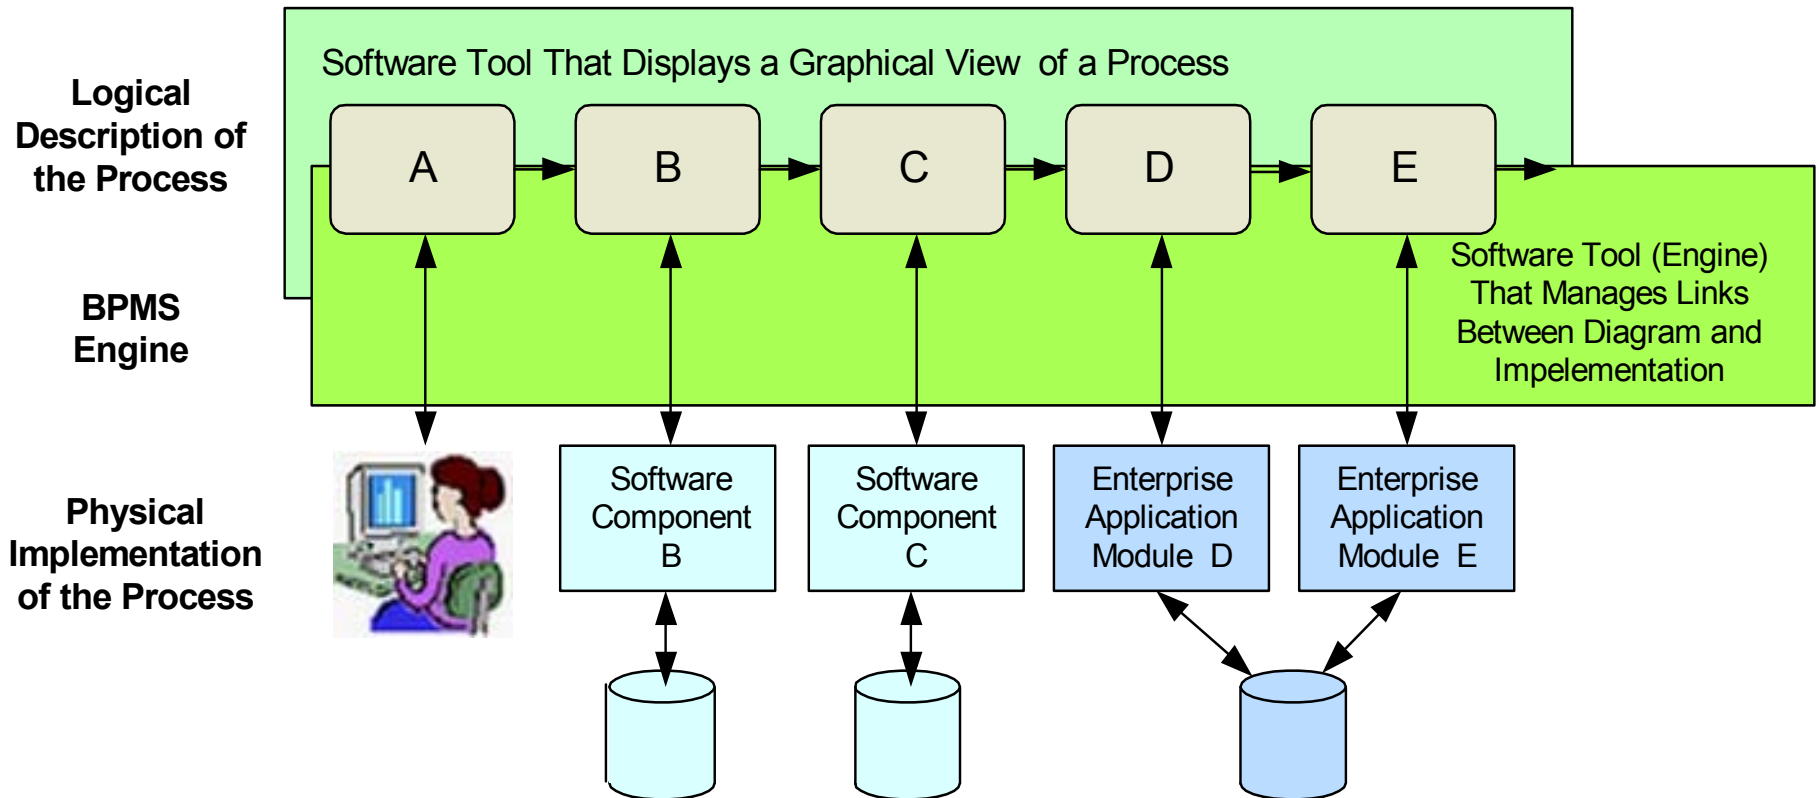 Software Tool That Displays a Graphical View of a Process
Logical
Description of
the Process
A
B
C
D
E
BPMS
Engine
Software Tool (Engine)
That Manages Links
Between Diagram and
Impelementation
Physical
Implementation
of the Process
Software
Component
B
Software
Component
C
Enterprise
Application
Module D
Enterprise
Application
Module E